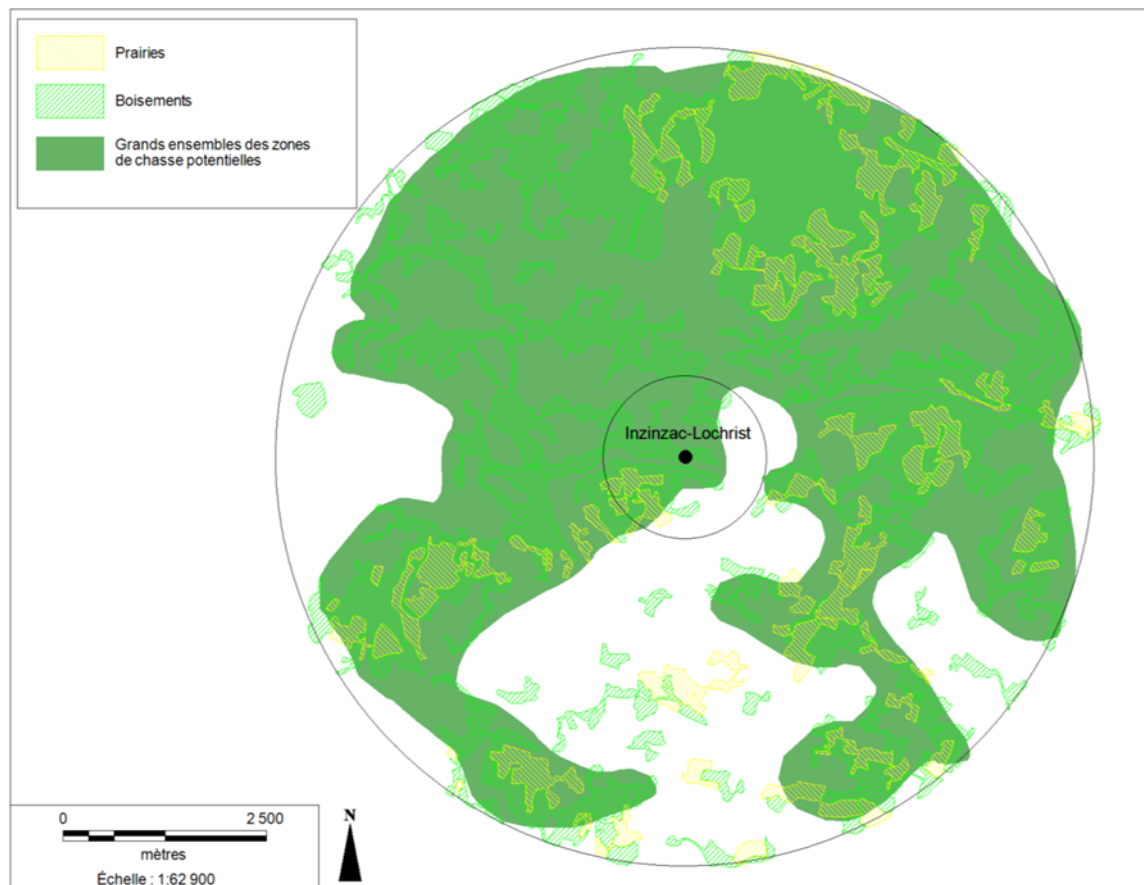 Prairies
Boisements
Grands ensembles des zones
de chasse potentielles
Inzinzac-Lochrist
0 2 500
mètres
Échelle : 1:62 900
N